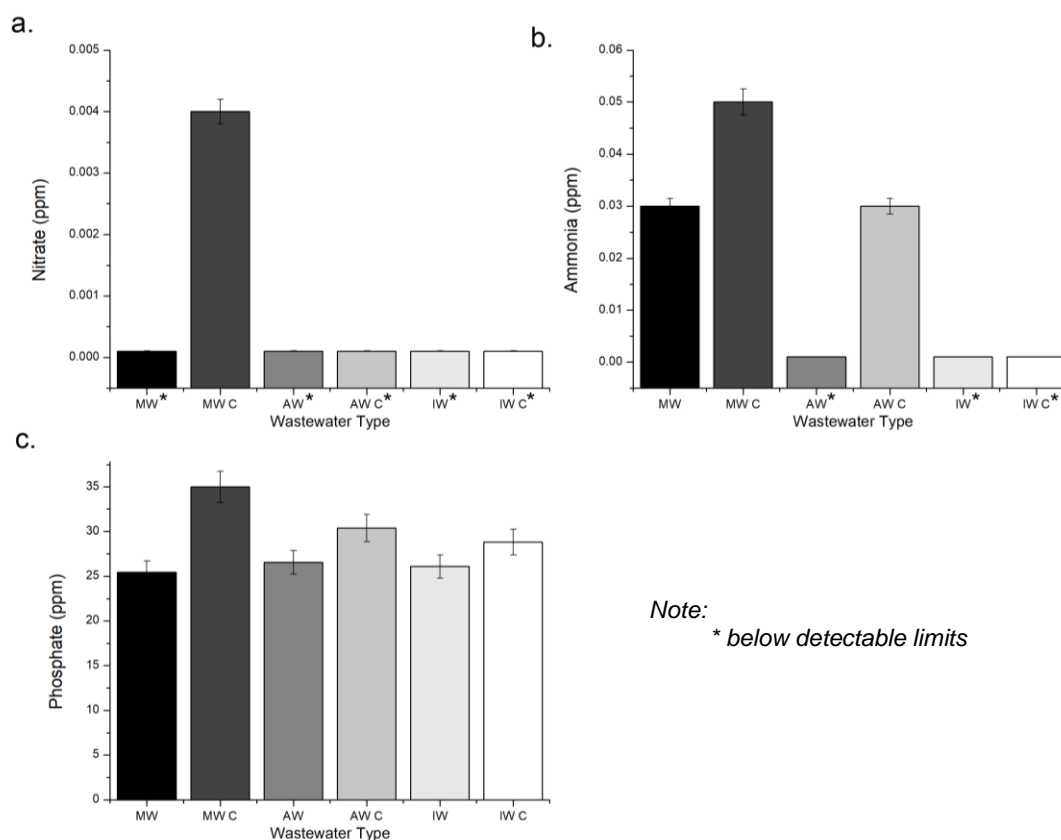 a.
0.005
0.004
0.003
0.002
0.001
0.000
Nitrate (ppm)
MW* MW C AW* AW C* IW* IW C*
Wastewater Type
b.
0.06
0.05
0.04
0.03
0.02
0.01
0.00
Ammonia (ppm)
MW MW C AW* AW C IW* IW C*
Wastewater Type
c.
35
30
25
20
15
10
5
0
Phosphate (ppm)
MW MW C AW AW C IW IW C
Wastewater Type
Note:
* below detectable limits